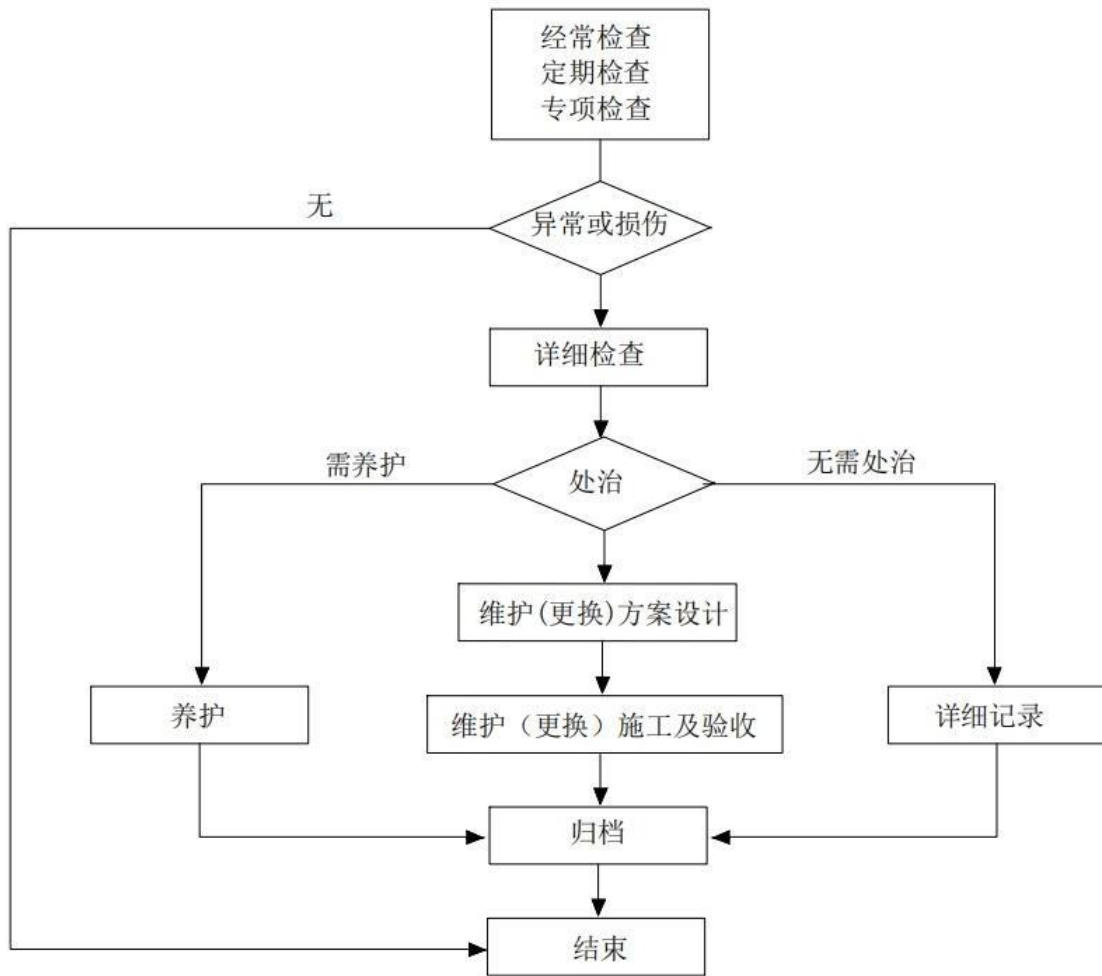 经常检查
定期检查
专项检查
无
异常或损伤
详细检查
需养护
处治
无需处治
维护(更换)方案设计
养护
维护（更换）施工及验收
详细记录
归档
结束